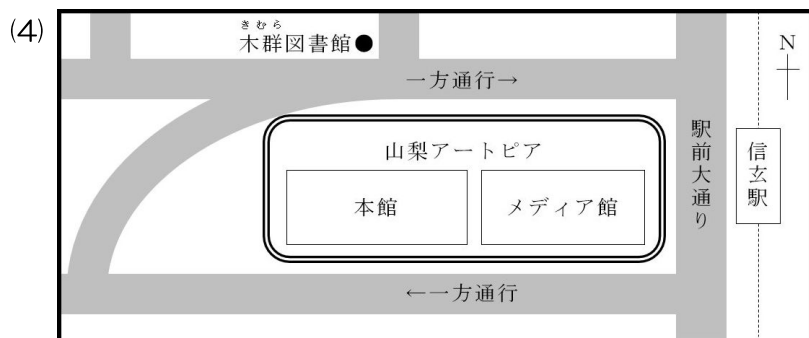 (4)
きむら
木群図書館●
N
一方通行→
山梨アートピア
本館
メディア館
駅前大通り
信玄駅
←一方通行